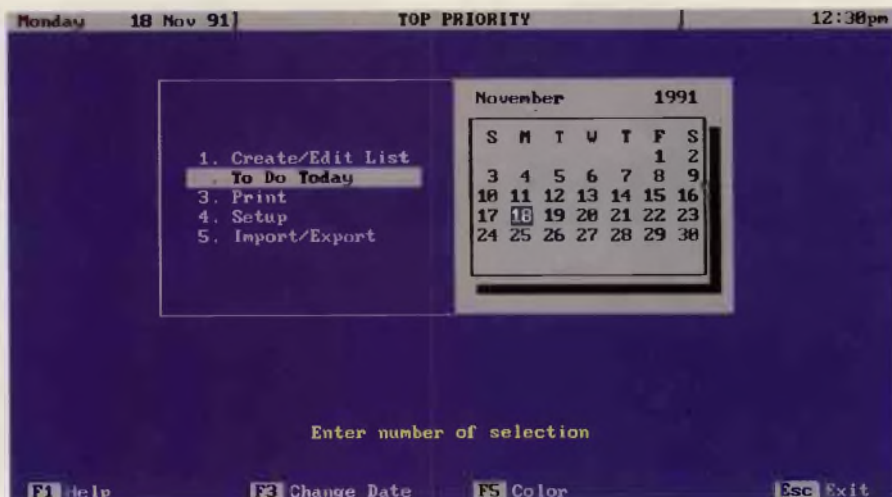 Monday 18 Nov 91 TOP PRIORITY 12:30pm
November 1991
S M T W T F S
1 2
3 4 5 6 7 8 9
10 11 12 13 14 15 16
17 18 19 20 21 22 23
24 25 26 27 28 29 30
1. Create/Edit List
. To Do Today
3. Print
4. Setup
5. Import/Export
Enter number of selection
F1 Help F3 Change Date F5 Color Esc Exit